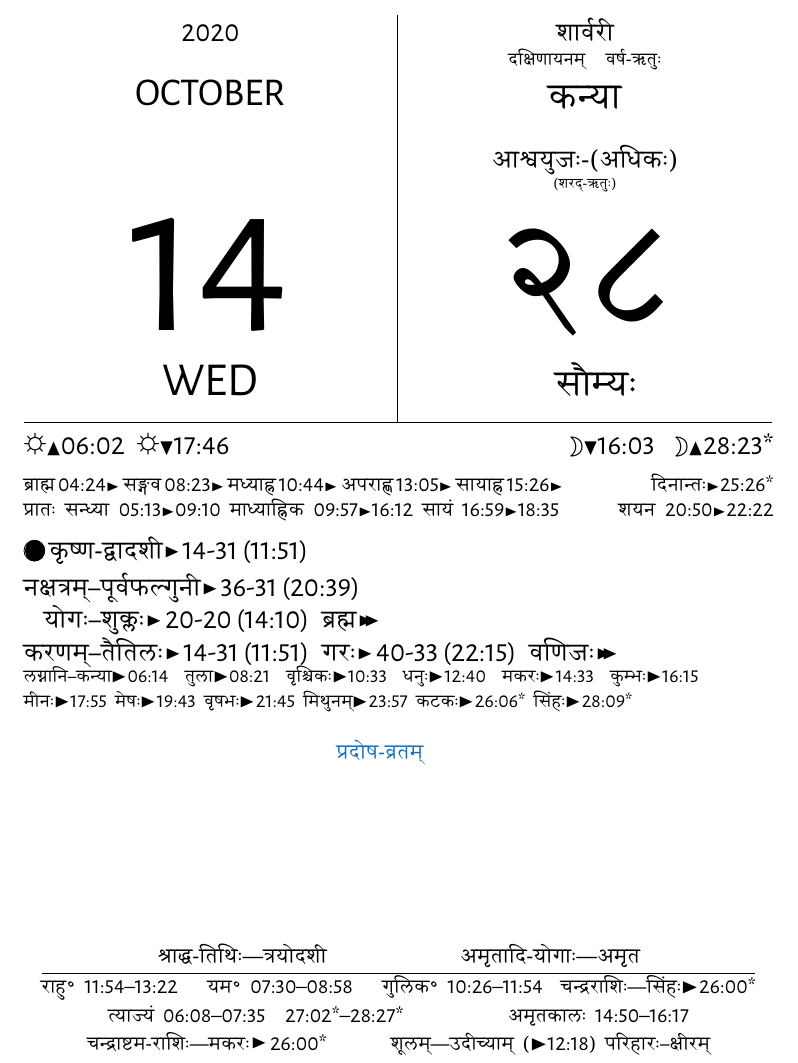 2020
OCTOBER
14
WED
शार्वरी
दक्षिणायनम् वर्ष-ऋतुः
कन्या
आश्वयुजः-(अधिकः)
(शरद्-ऋतुः)
२८
सौम्यः
☼▲06:02 ☼▼17:46 ☽▼16:03 ☽▲28:23*
ब्राह्म 04:24► सङ्गव 08:23► मध्याह्न 10:44► अपराह्ण 13:05► सायाह्न 15:26► दिनान्तः►25:26*
प्रातः सन्ध्या 05:13►09:10 माध्याह्निक 09:57►16:12 सायं 16:59►18:35 शयन 20:50►22:22
●कृष्ण-द्वादशी►14-31 (11:51)
नक्षत्रम्–पूर्वफल्गुनी►36-31 (20:39)
योगः–शुक्लः►20-20 (14:10) ब्रह्म►►
करणम्–तैतिलः►14-31 (11:51) गरः►40-33 (22:15) वणिजः►►
लग्नानि–कन्या►06:14 तुला►08:21 वृश्चिकः►10:33 धनुः►12:40 मकरः►14:33 कुम्भः►16:15
मीनः►17:55 मेषः►19:43 वृषभः►21:45 मिथुनम्►23:57 कटकः►26:06* सिंहः►28:09*
प्रदोष-व्रतम्
श्राद्ध-तिथिः—त्रयोदशी अमृतादि-योगाः—अमृत
राहु॰ 11:54–13:22 यम॰ 07:30–08:58 गुलिक॰ 10:26–11:54 चन्द्रराशिः—सिंहः►26:00*
त्याज्यं 06:08–07:35 27:02*–28:27* अमृतकालः 14:50–16:17
चन्द्राष्टम-राशिः—मकरः►26:00* शूलम्—उदीच्याम् (►12:18) परिहारः–क्षीरम्